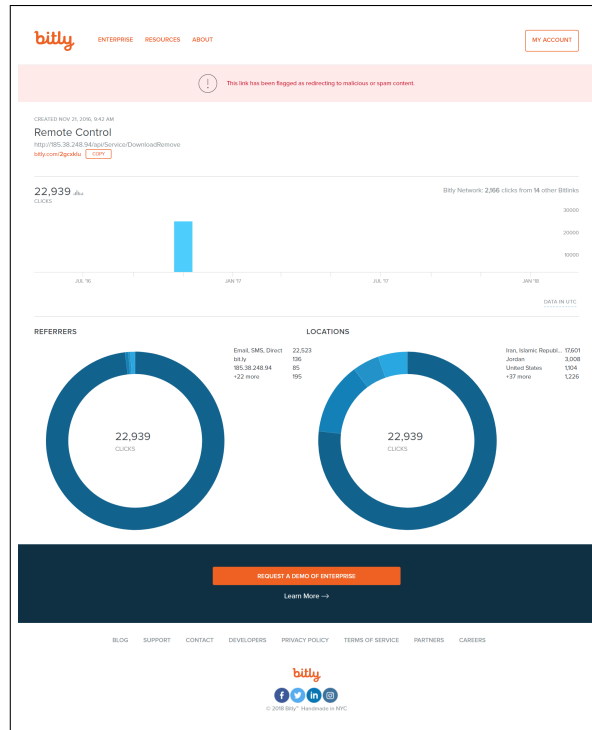 bitly
ENTERPRISE RESOURCES ABOUT
MY ACCOUNT
This link has been flagged as redirecting to malicious or spam content.
CREATED NOV 21, 2016, 9:42 AM
Remote Control
http://185.38.248.94/api/Service/DownloadRemove
COPY
22,939
CLICKS
Bitly Network: 2,166 clicks from 14 other Bitlinks
30000
20000
10000
JUL '16 JAN '17 JUL '17 JAN '18
DATA IN UTC
REFERRERS
Email, SMS, Direct 22,523
bit.ly 136
185.38.248.94 85
+22 more 195
22,939
CLICKS
LOCATIONS
Iran, Islamic Republ... 17,601
Jordan 3,008
United States 1,104
+37 more 1,226
22,939
CLICKS
REQUEST A DEMO OF ENTERPRISE
Learn More →
BLOG SUPPORT CONTACT DEVELOPERS PRIVACY POLICY TERMS OF SERVICE PARTNERS CAREERS
bitly
© 2018 Bitly™ Handmade in NYC